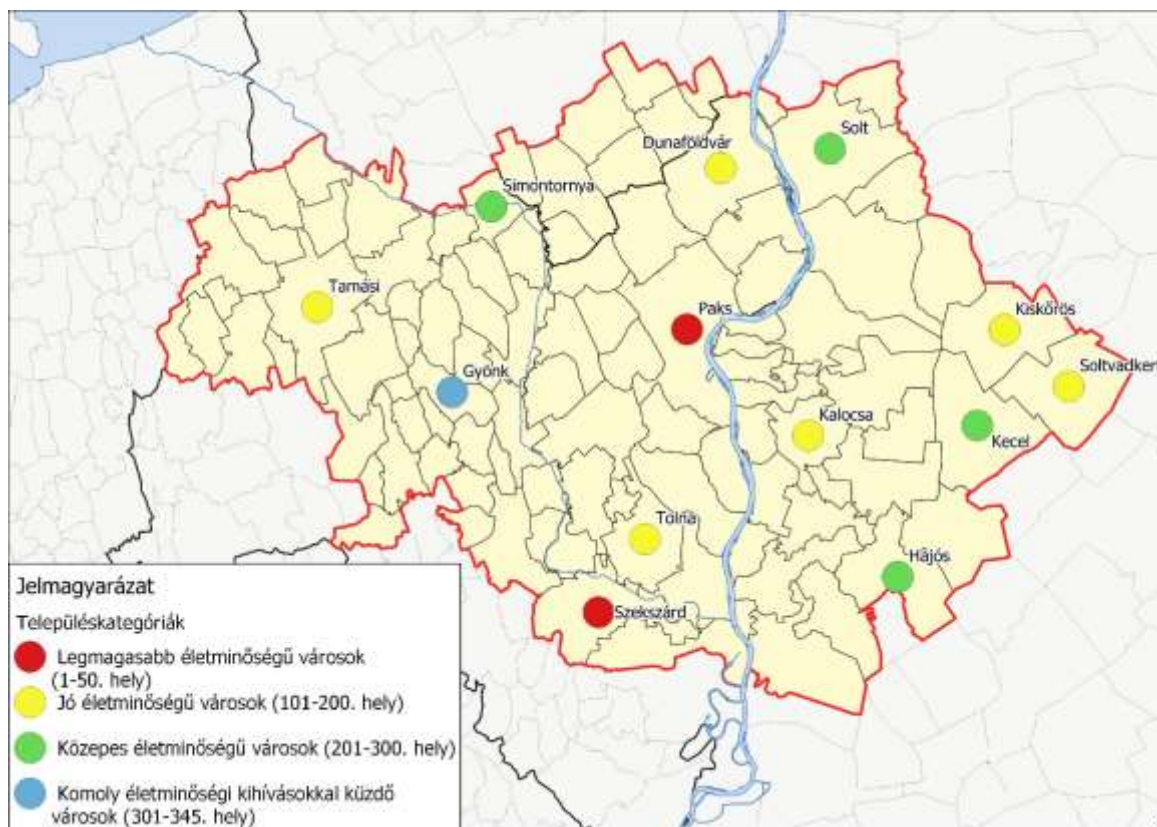 Solt
Dunaföldvár
Simontornya
Tamási
Paks
Kiskőrös
Soltvadkert
Gyönk
Kalocsa
Kecel
Tolna
Hajós
Szekszárd
Jelmagyarázat
Településkategóriák
Legmagasabb életminőségű városok
(1-50. hely)
Jó életminőségű városok (101-200. hely)
Közepes életminőségű városok (201-300. hely)
Komoly életminőségi kihívásokkal küzdő
városok (301-345. hely)